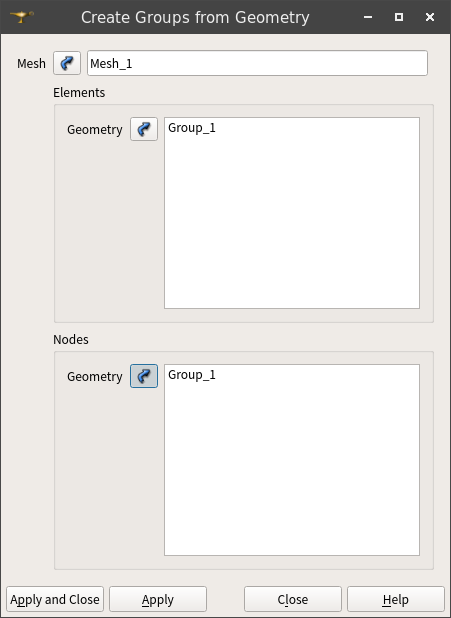 Create Groups from Geometry
Mesh Mesh_1
Elements
Geometry Group_1
Nodes
Geometry Group_1
Apply and Close Apply Close Help